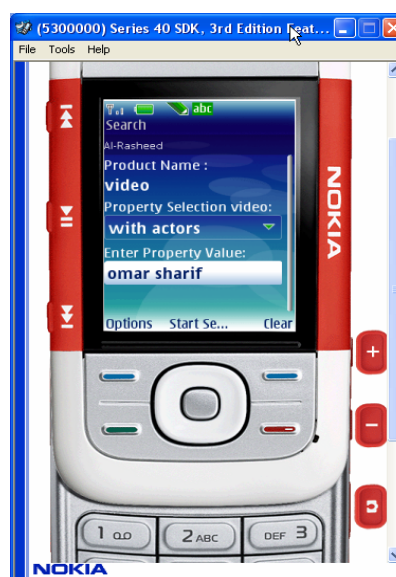 (5300000) Series 40 SDK, 3rd Edition Feat...
File Tools Help
abc
Search
Al-Rasheed
Product Name :
video
Property Selection video:
with actors
Enter Property Value:
omar sharif
Options Start Se... Clear
NOKIA
1
2 ABC
DEF 3
NOKIA